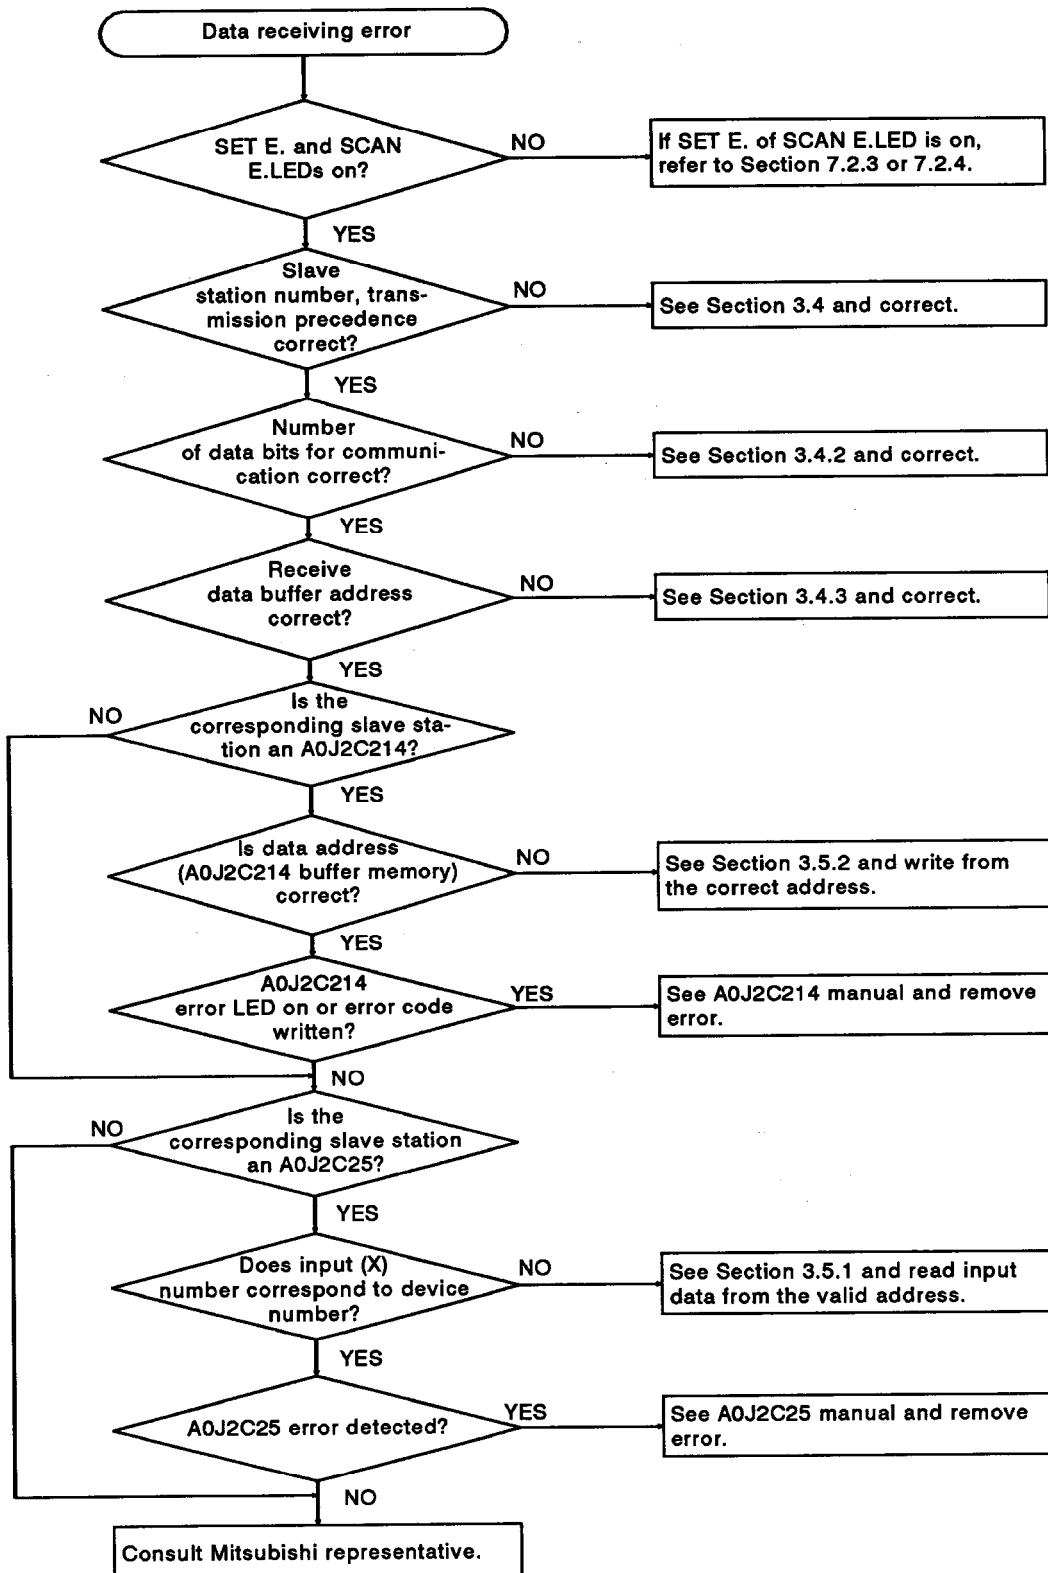 Data receiving error
SET E. and SCAN
E.LEDs on?
NO
If SET E. of SCAN E.LED is on,
refer to Section 7.2.3 or 7.2.4.
YES
Slave
station number, trans-
mission precedence
correct?
NO
See Section 3.4 and correct.
YES
Number
of data bits for communi-
cation correct?
NO
See Section 3.4.2 and correct.
YES
Receive
data buffer address
correct?
NO
See Section 3.4.3 and correct.
YES
Is the
corresponding slave sta-
tion an A0J2C214?
NO
YES
Is data address
(A0J2C214 buffer memory)
correct?
NO
See Section 3.5.2 and write from
the correct address.
YES
A0J2C214
error LED on or error code
written?
YES
See A0J2C214 manual and remove
error.
NO
Is the
corresponding slave station
an A0J2C25?
NO
YES
Does input (X)
number correspond to device
number?
NO
See Section 3.5.1 and read input
data from the valid address.
YES
A0J2C25 error detected?
YES
See A0J2C25 manual and remove
error.
NO
Consult Mitsubishi representative.